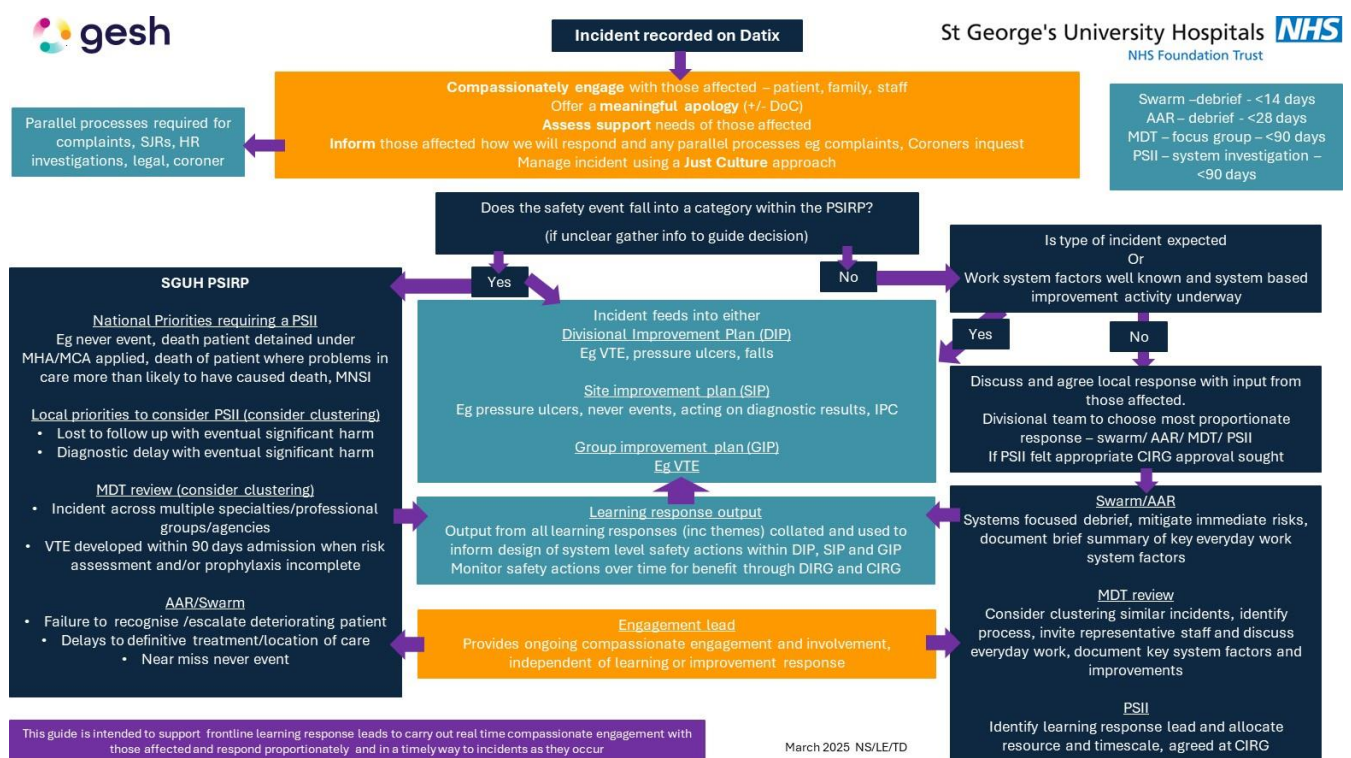 gesh
Incident recorded on Datix
St George's University Hospitals NHS
NHS Foundation Trust
Compassionately engage with those affected – patient, family, staff
Offer a meaningful apology (+/- DoC)
Assess support needs of those affected
Inform those affected how we will respond and any parallel processes eg complaints, Coroners inquest
Manage incident using a Just Culture approach
Parallel processes required for
complaints, SJRs, HR
investigations, legal, coroner
Swarm –debrief - <14 days
AAR – debrief - <28 days
MDT – focus group – <90 days
PSII – system investigation –
<90 days
Does the safety event fall into a category within the PSIRP?
(if unclear gather info to guide decision)
Yes
No
Is type of incident expected
Or
Work system factors well known and system based
improvement activity underway
Yes
No
SGUH PSIRP
National Priorities requiring a PSII
Eg never event, death patient detained under
MHA/MCA applied, death of patient where problems in
care more than likely to have caused death, MNSI
Local priorities to consider PSII (consider clustering)
• Lost to follow up with eventual significant harm
• Diagnostic delay with eventual significant harm
MDT review (consider clustering)
• Incident across multiple specialties/professional
groups/agencies
• VTE developed within 90 days admission when risk
assessment and/or prophylaxis incomplete
AAR/Swarm
• Failure to recognise /escalate deteriorating patient
• Delays to definitive treatment/location of care
• Near miss never event
Incident feeds into either
Divisional Improvement Plan (DIP)
Eg VTE, pressure ulcers, falls
Site improvement plan (SIP)
Eg pressure ulcers, never events, acting on diagnostic results, IPC
Group improvement plan (GIP)
Eg VTE
Learning response output
Output from all learning responses (inc themes) collated and used to
inform design of system level safety actions within DIP, SIP and GIP
Monitor safety actions over time for benefit through DIRG and CIRG
Engagement lead
Provides ongoing compassionate engagement and involvement,
independent of learning or improvement response
Discuss and agree local response with input from
those affected.
Divisional team to choose most proportionate
response – swarm/ AAR/ MDT/ PSII
If PSII felt appropriate CIRG approval sought
Swarm/AAR
Systems focused debrief, mitigate immediate risks,
document brief summary of key everyday work
system factors
MDT review
Consider clustering similar incidents, identify
process, invite representative staff and discuss
everyday work, document key system factors and
improvements
PSII
Identify learning response lead and allocate
resource and timescale, agreed at CIRG
This guide is intended to support frontline learning response leads to carry out real time compassionate engagement with
those affected and respond proportionately and in a timely way to incidents as they occur
March 2025 NS/LE/TD